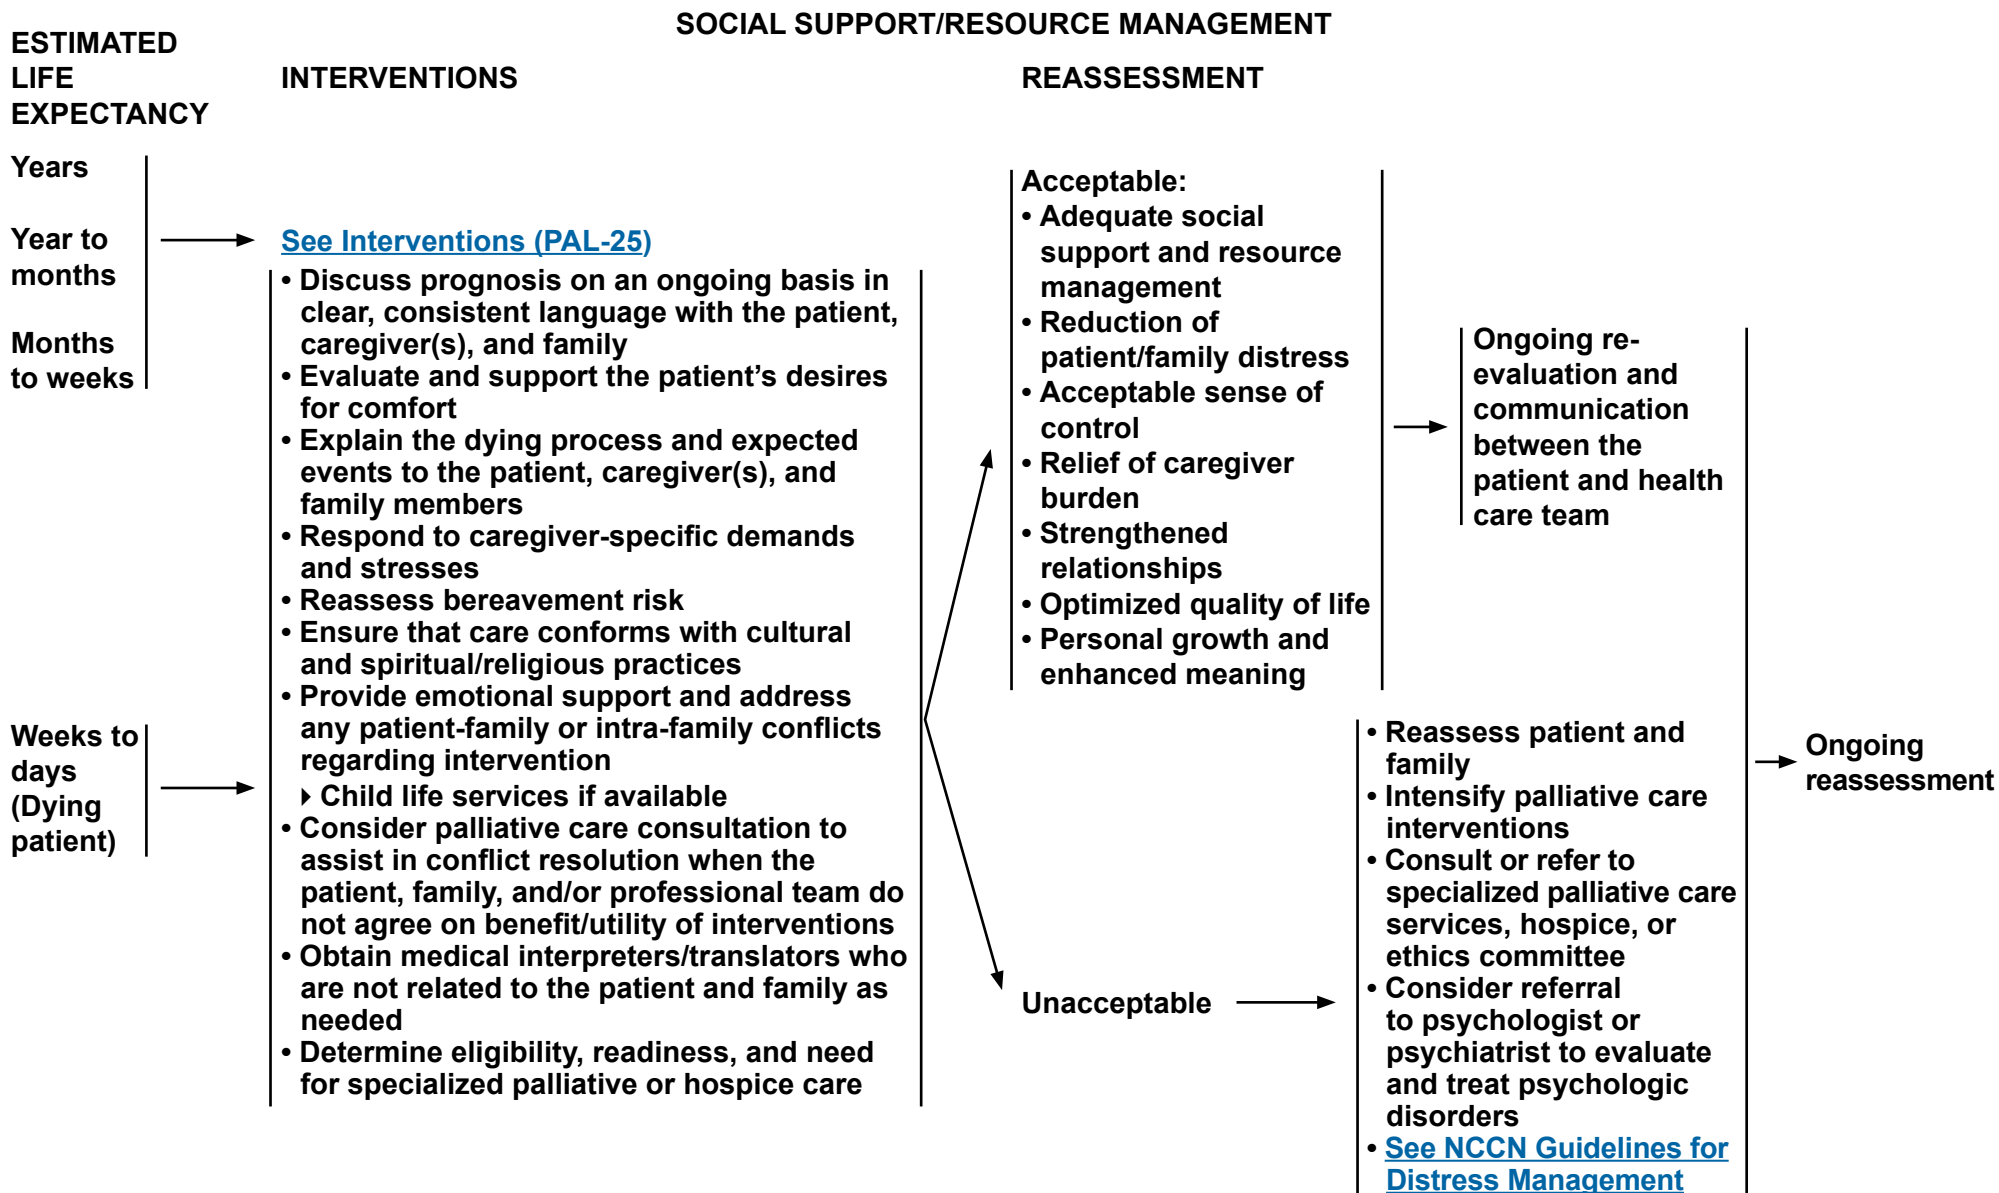 SOCIAL SUPPORT/RESOURCE MANAGEMENT
ESTIMATED
LIFE
EXPECTANCY
INTERVENTIONS
REASSESSMENT
Years
Year to
months
Months
to weeks
See Interventions (PAL-25)
Weeks to
days
(Dying
patient)
• Discuss prognosis on an ongoing basis in
clear, consistent language with the patient,
caregiver(s), and family
• Evaluate and support the patient’s desires
for comfort
• Explain the dying process and expected
events to the patient, caregiver(s), and
family members
• Respond to caregiver-specific demands
and stresses
• Reassess bereavement risk
• Ensure that care conforms with cultural
and spiritual/religious practices
• Provide emotional support and address
any patient-family or intra-family conflicts
regarding intervention
▸ Child life services if available
• Consider palliative care consultation to
assist in conflict resolution when the
patient, family, and/or professional team do
not agree on benefit/utility of interventions
• Obtain medical interpreters/translators who
are not related to the patient and family as
needed
• Determine eligibility, readiness, and need
for specialized palliative or hospice care
Acceptable:
• Adequate social
support and resource
management
• Reduction of
patient/family distress
• Acceptable sense of
control
• Relief of caregiver
burden
• Strengthened
relationships
• Optimized quality of life
• Personal growth and
enhanced meaning
Ongoing re-
evaluation and
communication
between the
patient and health
care team
Unacceptable
• Reassess patient and
family
• Intensify palliative care
interventions
• Consult or refer to
specialized palliative care
services, hospice, or
ethics committee
• Consider referral
to psychologist or
psychiatrist to evaluate
and treat psychologic
disorders
• See NCCN Guidelines for
Distress Management
Ongoing
reassessment